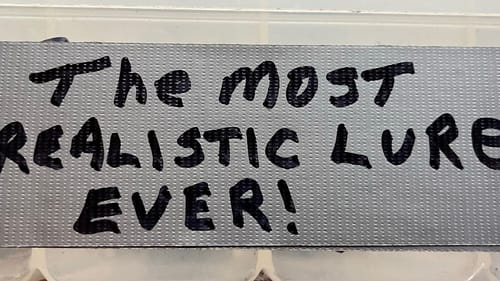 The most
REALISTIC LURE
EVER!